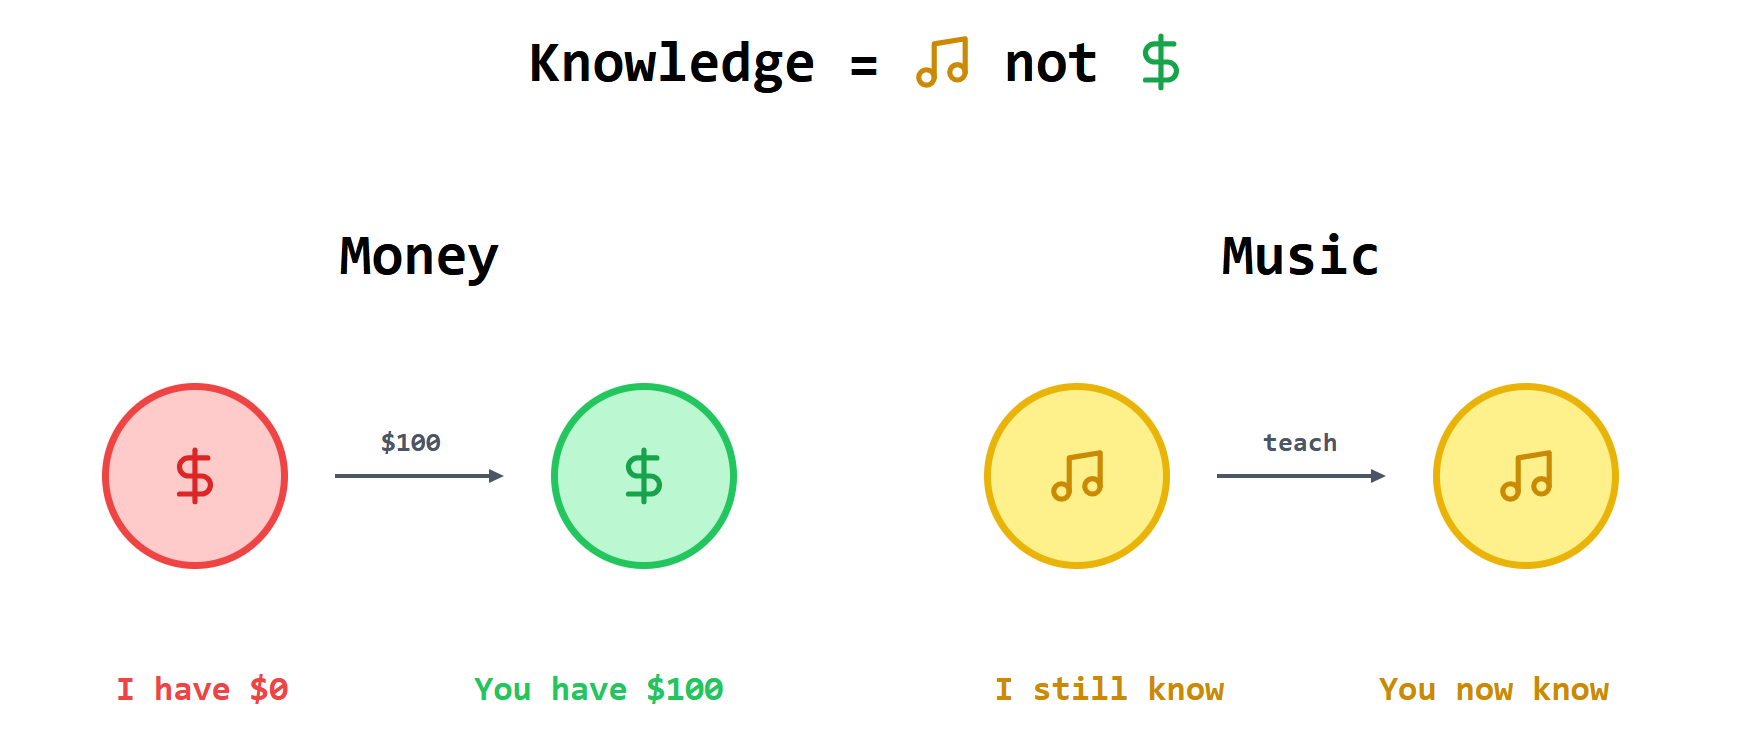 Knowledge = ♫ not $
Money
Music
$
$100
$
♫
teach
♫
I have $0
You have $100
I still know
You now know